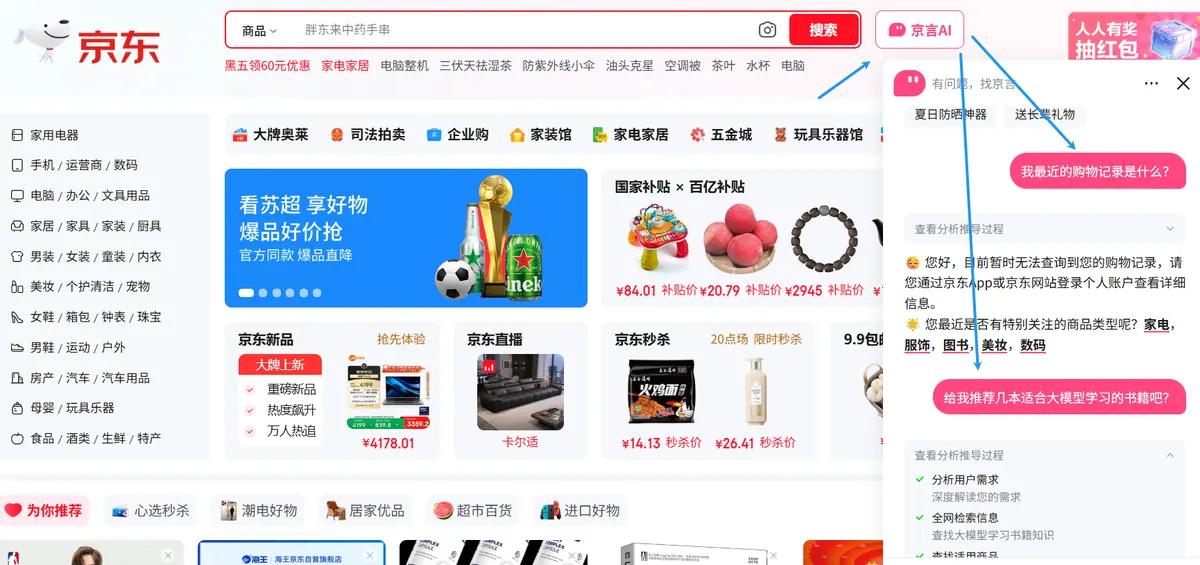 京东
商品
胖东来中药手串
搜索
京言AI
人人有奖
抽红包
黑五领60元优惠 家电家居 电脑整机 三伏天祛湿茶 防紫外线小伞 油头克星 空调被 茶叶 水杯 电脑
家用电器
手机 / 运营商 / 数码
电脑 / 办公 / 文具用品
家居 / 家具 / 家装 / 厨具
男装 / 女装 / 童装 / 内衣
美妆 / 个护清洁 / 宠物
女鞋 / 箱包 / 钟表 / 珠宝
男鞋 / 运动 / 户外
房产 / 汽车 / 汽车用品
母婴 / 玩具乐器
食品 / 酒类 / 生鲜 / 特产
大牌奥莱 司法拍卖 企业购 家装馆 家电家居 五金城 玩具乐器馆
看苏超 享好物
爆品好价抢
官方同款 爆品直降
国家补贴 × 百亿补贴
¥84.01 补贴价 ¥20.79 补贴价 ¥2945 补贴价
京东新品 抢先体验
大牌上新
重磅新品
热度飙升
万人热追
4199
¥4178.01
京东直播
卡尔适
京东秒杀 20点场 限时秒杀
火鸡面
¥14.13 秒杀价 ¥26.41 秒杀价
9.9包邮
为你推荐 心选秒杀 潮电好物 居家优品 超市百货 进口好物
海王 海王京东自营旗舰店
有问题，找京言
夏日防晒神器 送长辈礼物
我最近的购物记录是什么？
查看分析推导过程
您好，目前暂时无法查询到您的购物记录，请
您通过京东App或京东网站登录个人账户查看详细
信息。
您最近是否有特别关注的商品类型呢？家电，
服饰，图书，美妆，数码
给我推荐几本适合大模型学习的书籍吧？
查看分析推导过程
分析用户需求
深度解读您的需求
全网检索信息
查找大模型学习书籍知识
查找适用商品